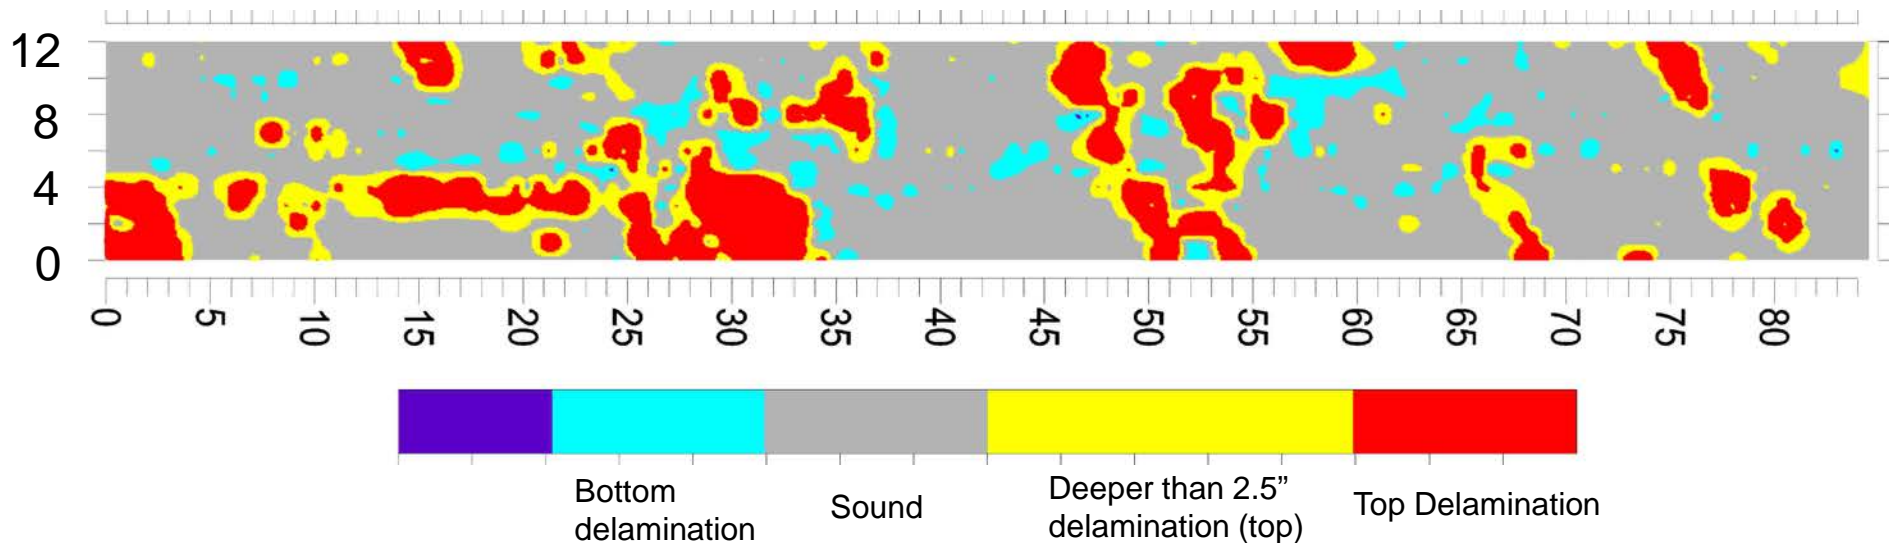 12
8
4
0
0 5 10 15 20 25 30 35 40 45 50 55 60 65 70 75 80
Bottom
delamination
Sound
Deeper than 2.5”
delamination (top)
Top Delamination